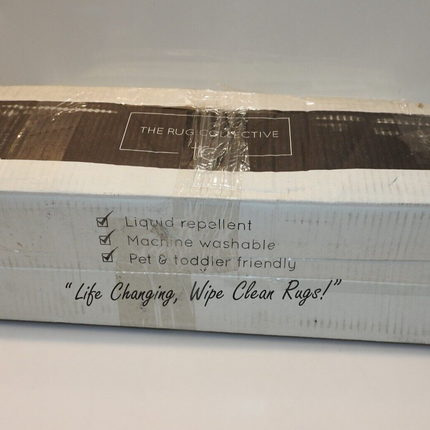 THE RUG COLLECTIVE
Liquid repellent
Machine washable
Pet & toddler friendly
“Life Changing, Wipe Clean Rugs!”